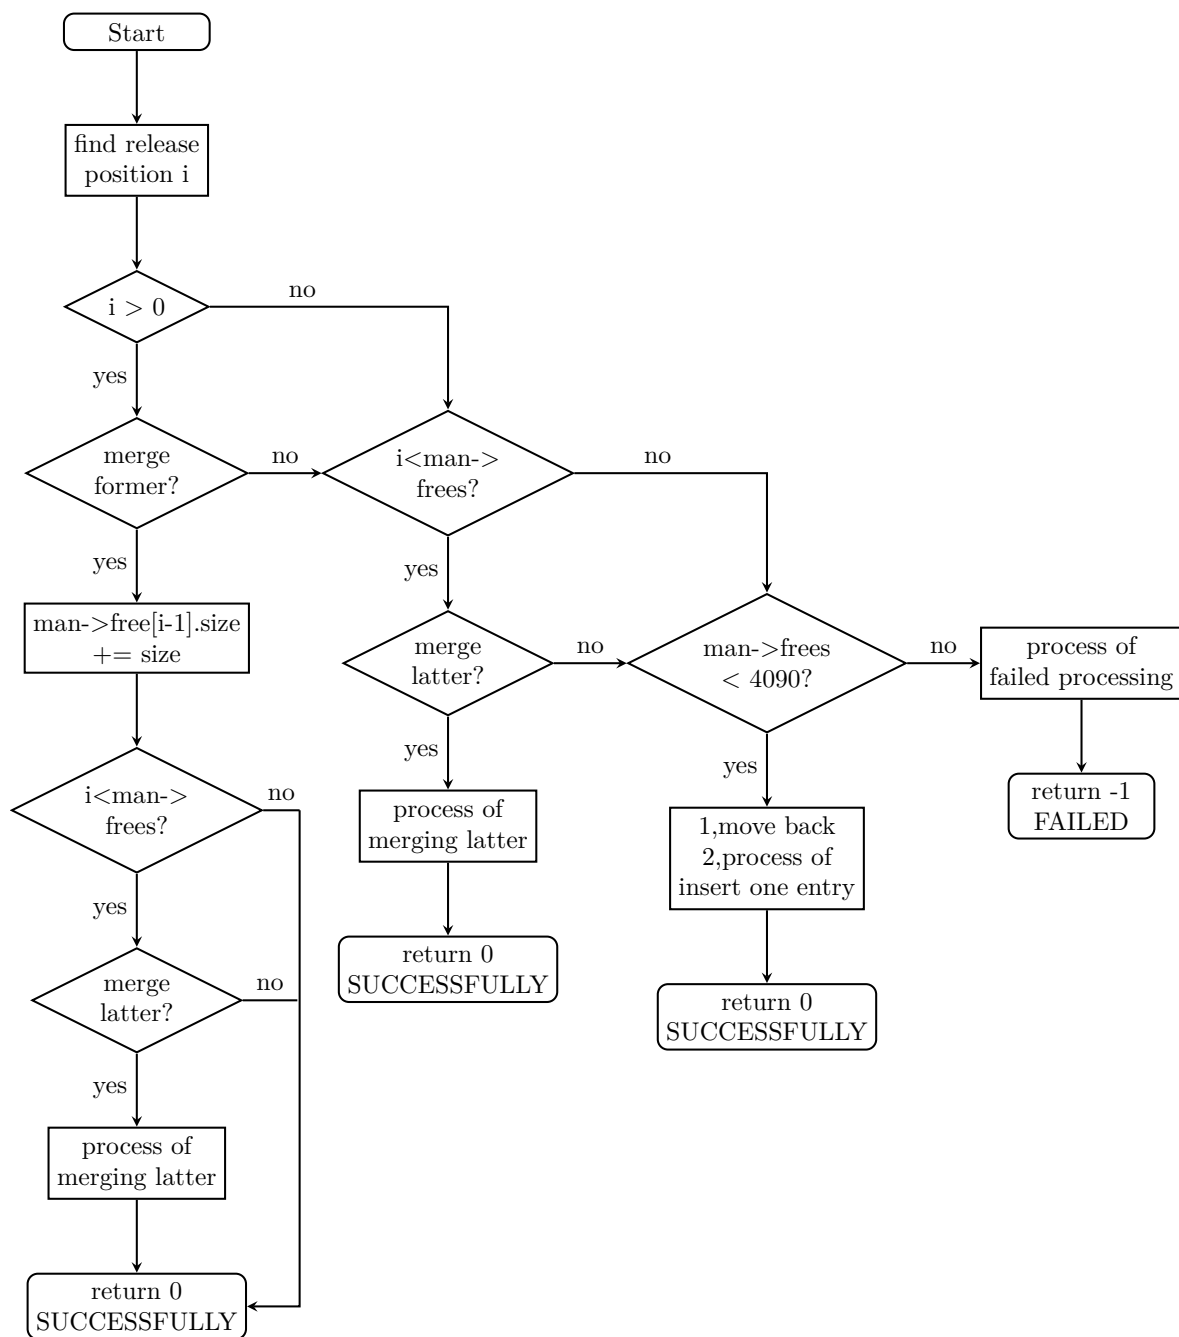 Start
find release
position i
i > 0
no
yes
merge
former?
no
i<man->
frees?
no
yes
man->free[i-1].size
+= size
yes
merge
latter?
no
man->frees
< 4090?
no
process of
failed processing
i<man->
frees?
no
yes
process of
merging latter
yes
1,move back
2,process of
insert one entry
return -1
FAILED
yes
merge
latter?
no
return 0
SUCCESSFULLY
return 0
SUCCESSFULLY
yes
process of
merging latter
return 0
SUCCESSFULLY